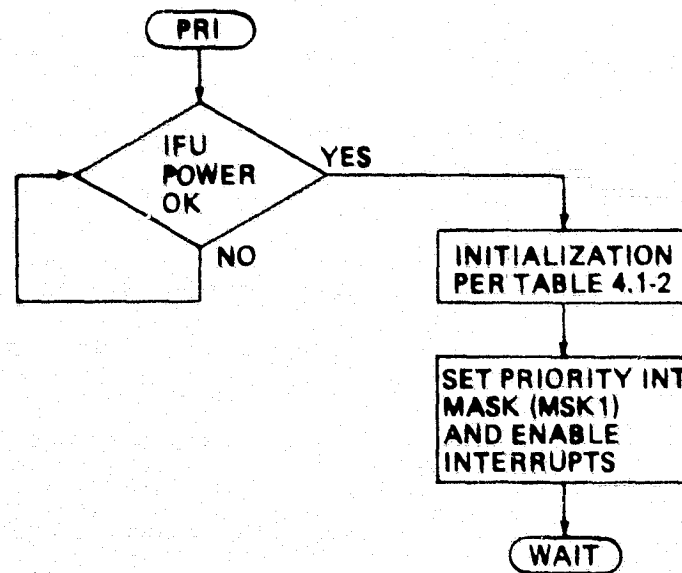 PRI
IFU
POWER
OK
YES
NO
INITIALIZATION
PER TABLE 4.1-2
SET PRIORITY INT
MASK (MSK1)
AND ENABLE
INTERRUPTS
WAIT